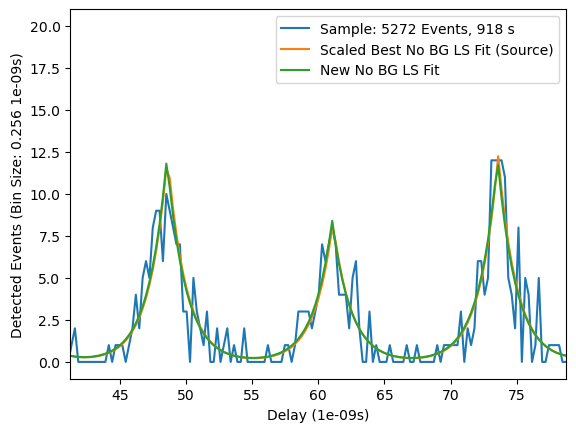 Sample: 5272 Events, 918 s
Scaled Best No BG LS Fit (Source)
New No BG LS Fit
Detected Events (Bin Size: 0.256 1e-09s)
20.0
17.5
15.0
12.5
10.0
7.5
5.0
2.5
0.0
45 50 55 60 65 70 75
Delay (1e-09s)